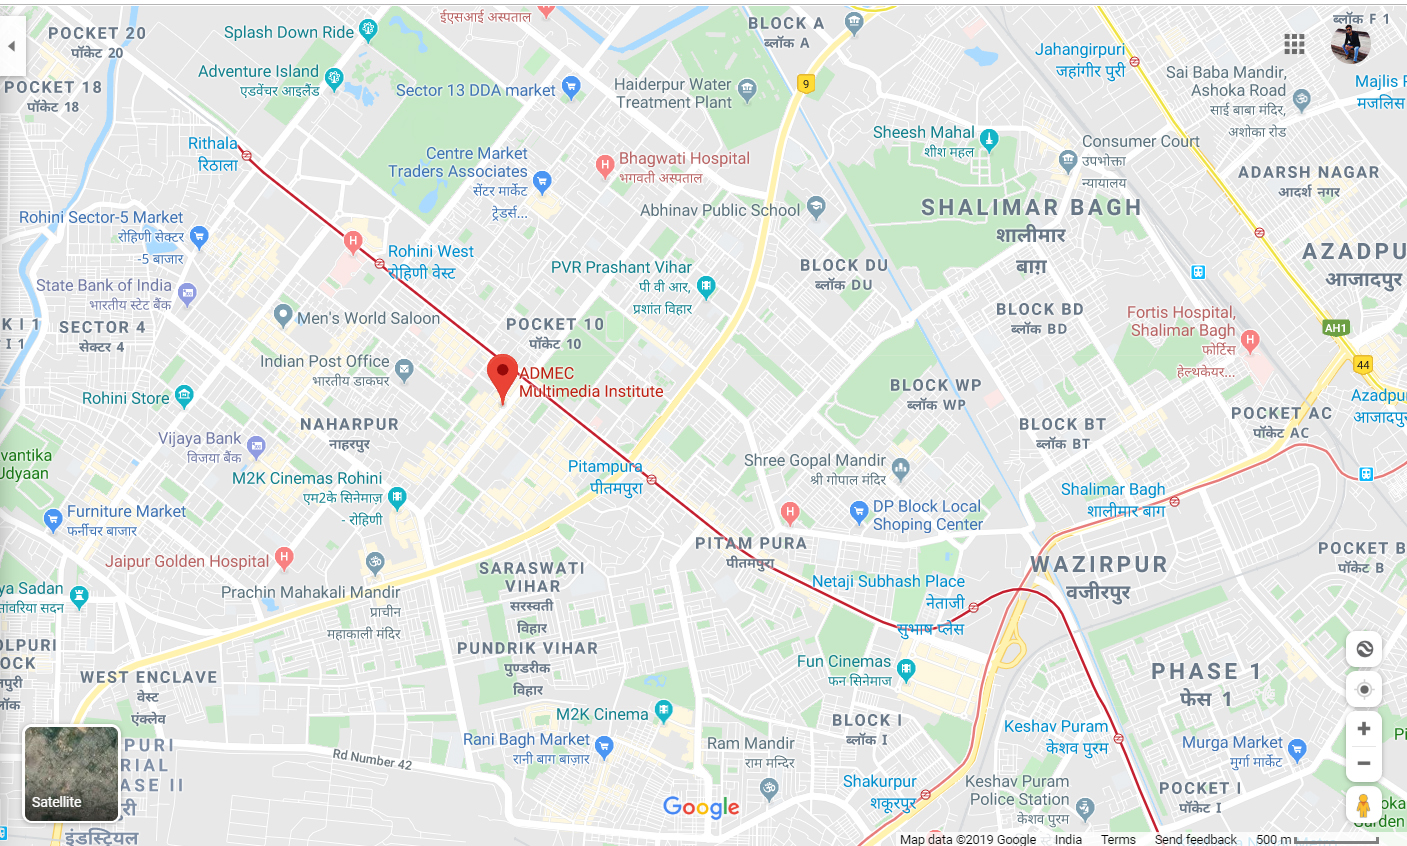 ईएसआई अस्पताल
BLOCK A
ब्लॉक A
ब्लॉक F 1
POCKET 20
पॉकेट 20
Splash Down Ride
Jahangirpuri
जहांगीर पुरी
Adventure Island
एडवेंचर आइलैंड
Sector 13 DDA market
Haiderpur Water
Treatment Plant
9
Sai Baba Mandir,
Ashoka Road
साई बाबा मंदिर,
अशोका रोड
Majlis P
मजलिस
POCKET 18
पॉकेट 18
Rithala
रिठाला
Centre Market
Traders Associates
सेंटर मार्केट
ट्रेडर्स...
Bhagwati Hospital
भगवती अस्पताल
Sheesh Mahal
शीश महल
Consumer Court
उपभोक्ता
न्यायालय
ADARSH NAGAR
आदर्श नगर
Abhinav Public School
SHALIMAR BAGH
शालीमार
बाग़
Rohini Sector-5 Market
रोहिणी सेक्टर
-5 बाजार
Rohini West
रोहिणी वेस्ट
PVR Prashant Vihar
पी वी आर,
प्रशांत विहार
BLOCK DU
ब्लॉक DU
AZADPU
आजादपुर
State Bank of India
भारतीय स्टेट बैंक
Men's World Saloon
POCKET 10
पॉकेट 10
BLOCK BD
ब्लॉक BD
Fortis Hospital,
Shalimar Bagh
फोर्टिस
हेल्थकेयर...
AH1
44
K I 1
I 1
SECTOR 4
सेक्टर 4
Indian Post Office
भारतीय डाकघर
ADMEC
Multimedia Institute
BLOCK WP
ब्लॉक WP
Rohini Store
NAHARPUR
नाहरपुर
BLOCK BT
ब्लॉक BT
POCKET AC
पॉकेट AC
Azadpu
आजादपुर
Vijaya Bank
विजया बैंक
vantika
Udyaan
M2K Cinemas Rohini
एम2के सिनेमाज़
- रोहिणी
Pitampura
पीतमपुरा
Shree Gopal Mandir
श्री गोपाल मंदिर
Shalimar Bagh
शालीमार बाग
Furniture Market
फर्नीचर बाजार
DP Block Local
Shoping Center
Jaipur Golden Hospital
PITAM PURA
पीतमपुरा
WAZIRPUR
वजीरपुर
POCKET B
पॉकेट B
Prachin Mahakali Mandir
प्राचीन
महाकाली मंदिर
SARASWATI
VIHAR
सरस्वती
विहार
Netaji Subhash Place
नेताजी
सुभाष प्लेस
ya Sadan
सांवरिया सदन
OLPURI
OCK
लपुरी
लॉक
PUNDRIK VIHAR
पुण्डरीक
विहार
Fun Cinemas
फन सिनेमाज
PHASE 1
फेस 1
WEST ENCLAVE
वेस्ट
एंक्लेव
M2K Cinema
BLOCK I
ब्लॉक I
Keshav Puram
केशव पुरम
Rani Bagh Market
रानी बाग बाज़ार
Ram Mandir
राम मन्दिर
Murga Market
मुर्गा मार्केट
Pi
PURI
RIAL
ASE II
री
इंडस्ट्रियल
Rd Number 42
Shakurpur
शकूरपुर
Keshav Puram
Police Station
केशव पुरम
POCKET I
पॉकेट I
Satellite
Google
Map data ©2019 Google India Terms Send feedback 500 m